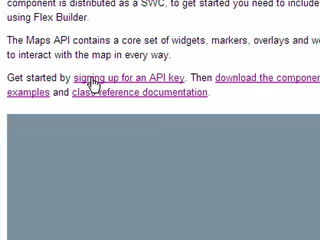 component is distributed as a SWC, to get started you need to include
using Flex Builder.
The Maps API contains a core set of widgets, markers, overlays and
to interact with the map in every way.
Get started by signing up for an API key. Then download the
examples and class reference documentation.